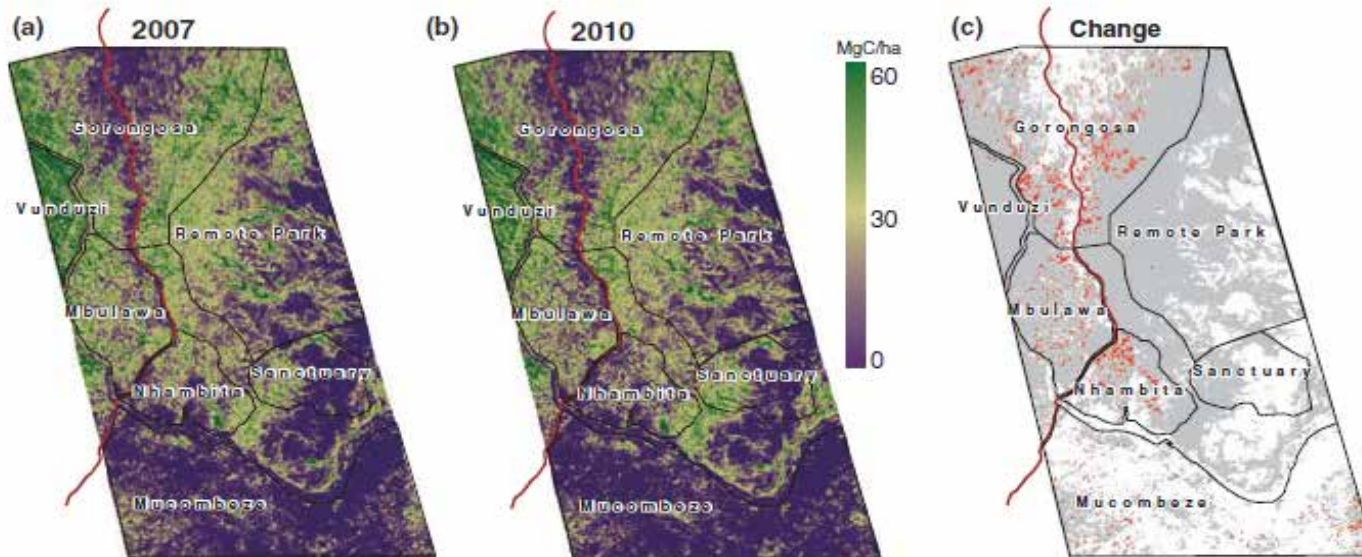 (a) 2007
(b) 2010
(c) Change
MgC/ha
60
30
0
Gorongosa
Vunduzi
Remote Park
Mbulawa
Sanctuary
Nhambita
Mucombeze
Gorongosa
Vunduzi
Remote Park
Mbulawa
Sanctuary
Nhambita
Mucombeze
Gorongosa
Vunduzi
Remote Park
Mbulawa
Sanctuary
Nhambita
Mucombeze